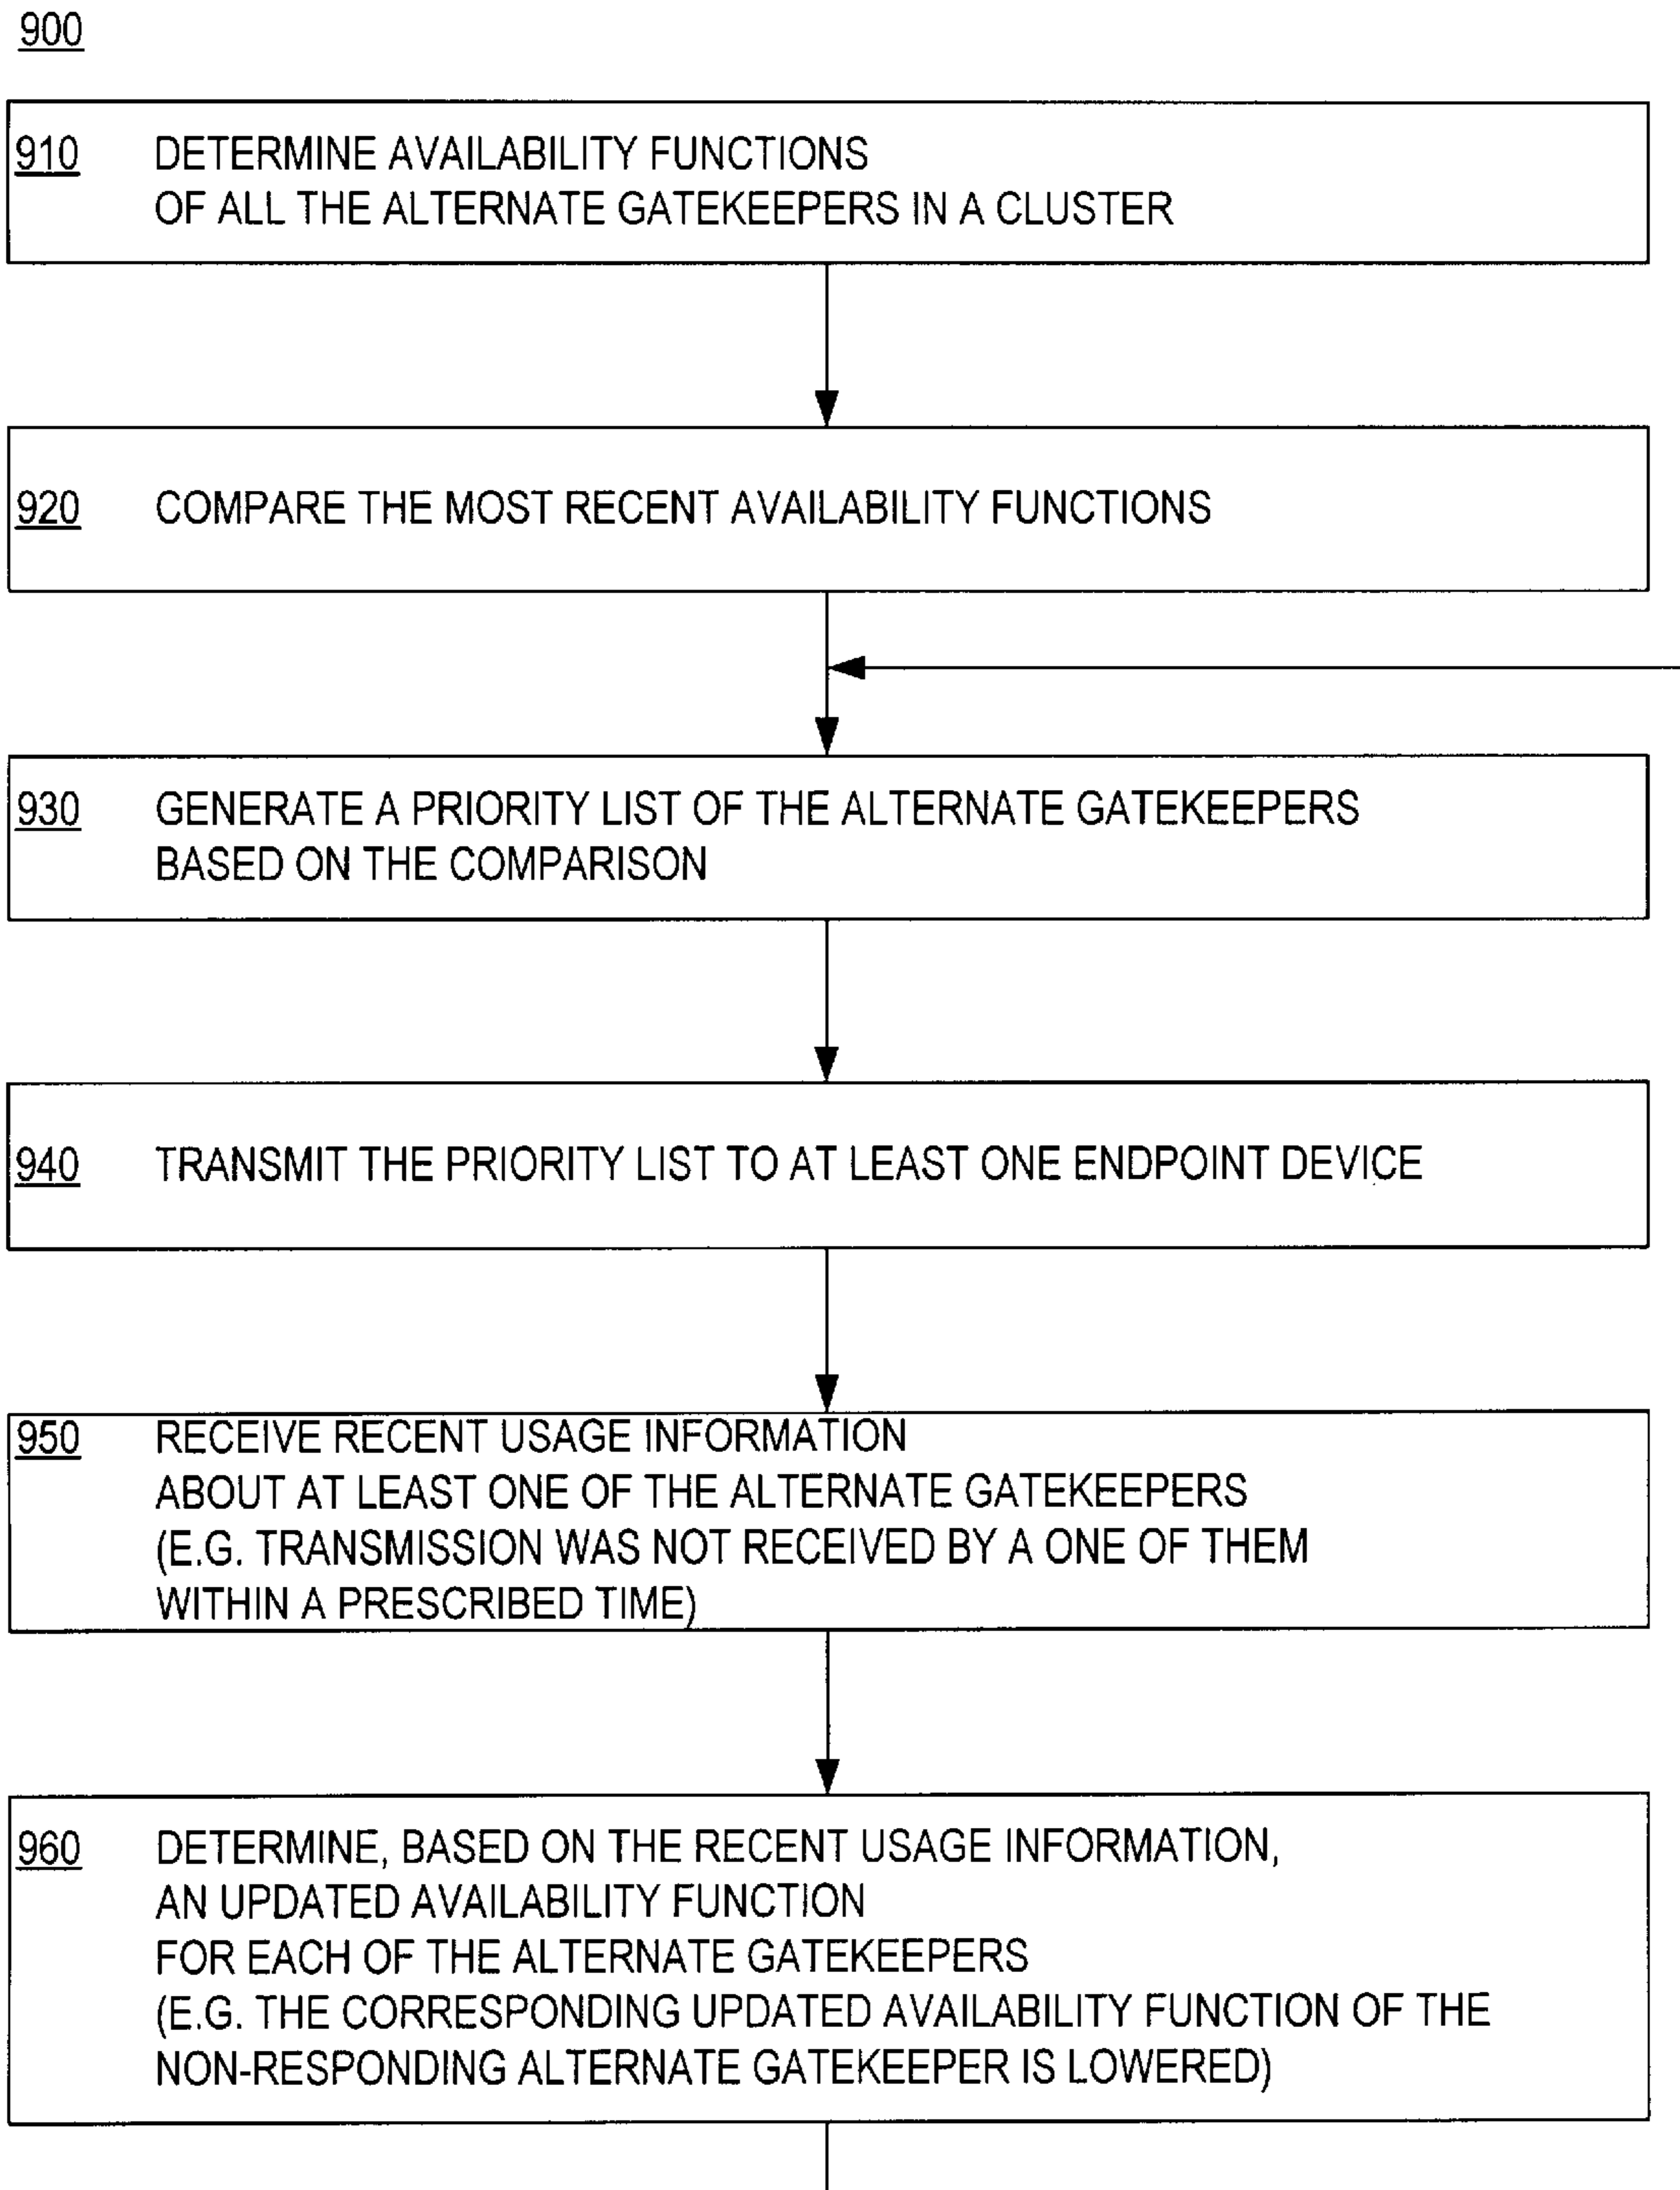 900
910 DETERMINE AVAILABILITY FUNCTIONS
OF ALL THE ALTERNATE GATEKEEPERS IN A CLUSTER
920 COMPARE THE MOST RECENT AVAILABILITY FUNCTIONS
930 GENERATE A PRIORITY LIST OF THE ALTERNATE GATEKEEPERS
BASED ON THE COMPARISON
940 TRANSMIT THE PRIORITY LIST TO AT LEAST ONE ENDPOINT DEVICE
950 RECEIVE RECENT USAGE INFORMATION
ABOUT AT LEAST ONE OF THE ALTERNATE GATEKEEPERS
(E.G. TRANSMISSION WAS NOT RECEIVED BY A ONE OF THEM
WITHIN A PRESCRIBED TIME)
960 DETERMINE, BASED ON THE RECENT USAGE INFORMATION,
AN UPDATED AVAILABILITY FUNCTION
FOR EACH OF THE ALTERNATE GATEKEEPERS
(E.G. THE CORRESPONDING UPDATED AVAILABILITY FUNCTION OF THE
NON-RESPONDING ALTERNATE GATEKEEPER IS LOWERED)